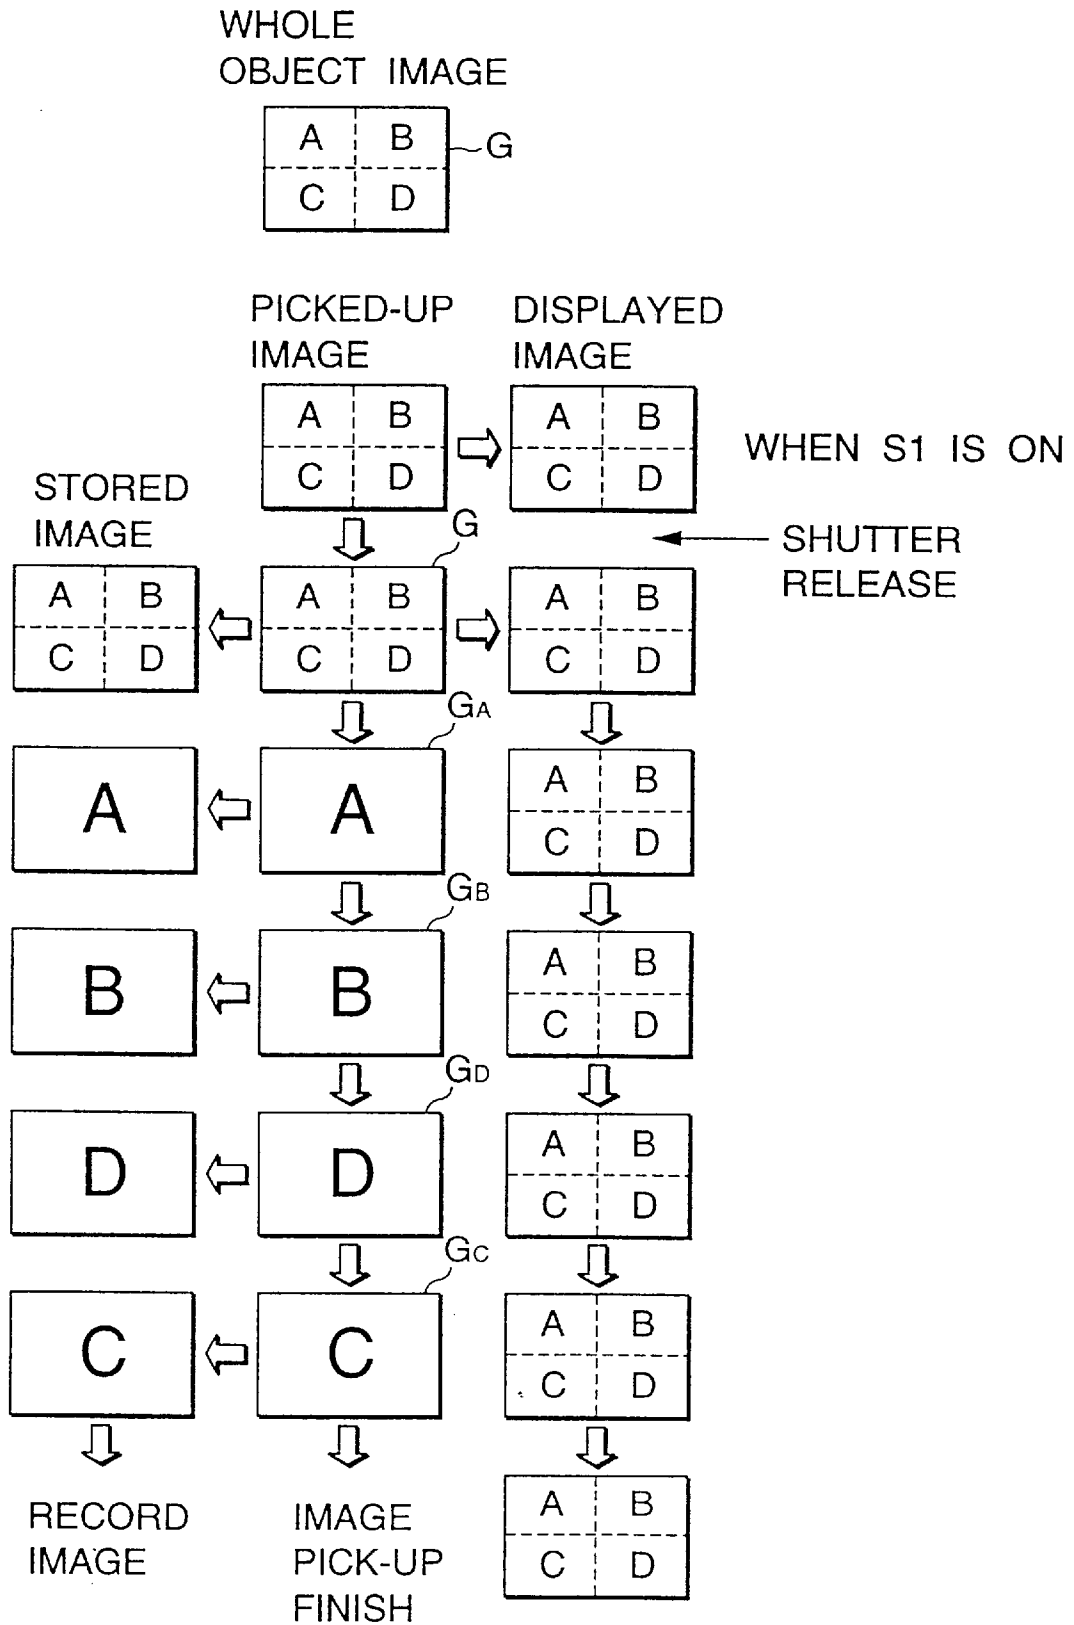 WHOLE
OBJECT IMAGE
A B
G
C D
PICKED-UP DISPLAYED
IMAGE IMAGE
A B A B
WHEN S1 IS ON
C D C D
STORED
IMAGE
G
SHUTTER
RELEASE
A B A B A B
C D C D C D
GA
A A
A B
C D
GB
B B
A B
C D
GD
D D
A B
C D
GC
C C
A B
C D
RECORD
IMAGE
IMAGE
PICK-UP
FINISH
A B
C D